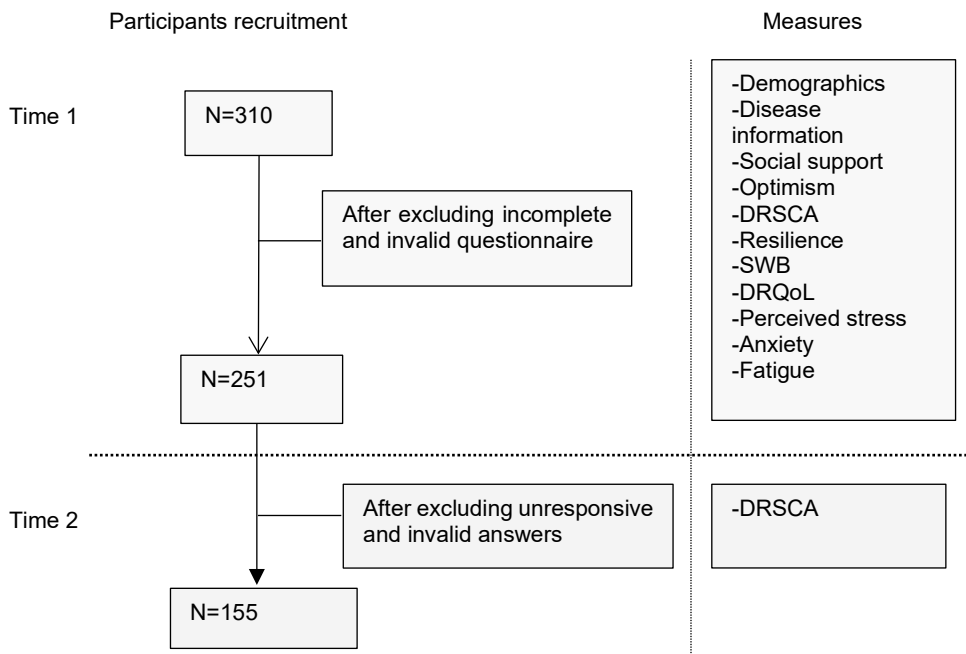 Participants recruitment
Measures
Time 1
N=310
After excluding incomplete
and invalid questionnaire
N=251
-Demographics
-Disease
information
-Social support
-Optimism
-DRSCA
-Resilience
-SWB
-DRQoL
-Perceived stress
-Anxiety
-Fatigue
Time 2
After excluding unresponsive
and invalid answers
-DRSCA
N=155